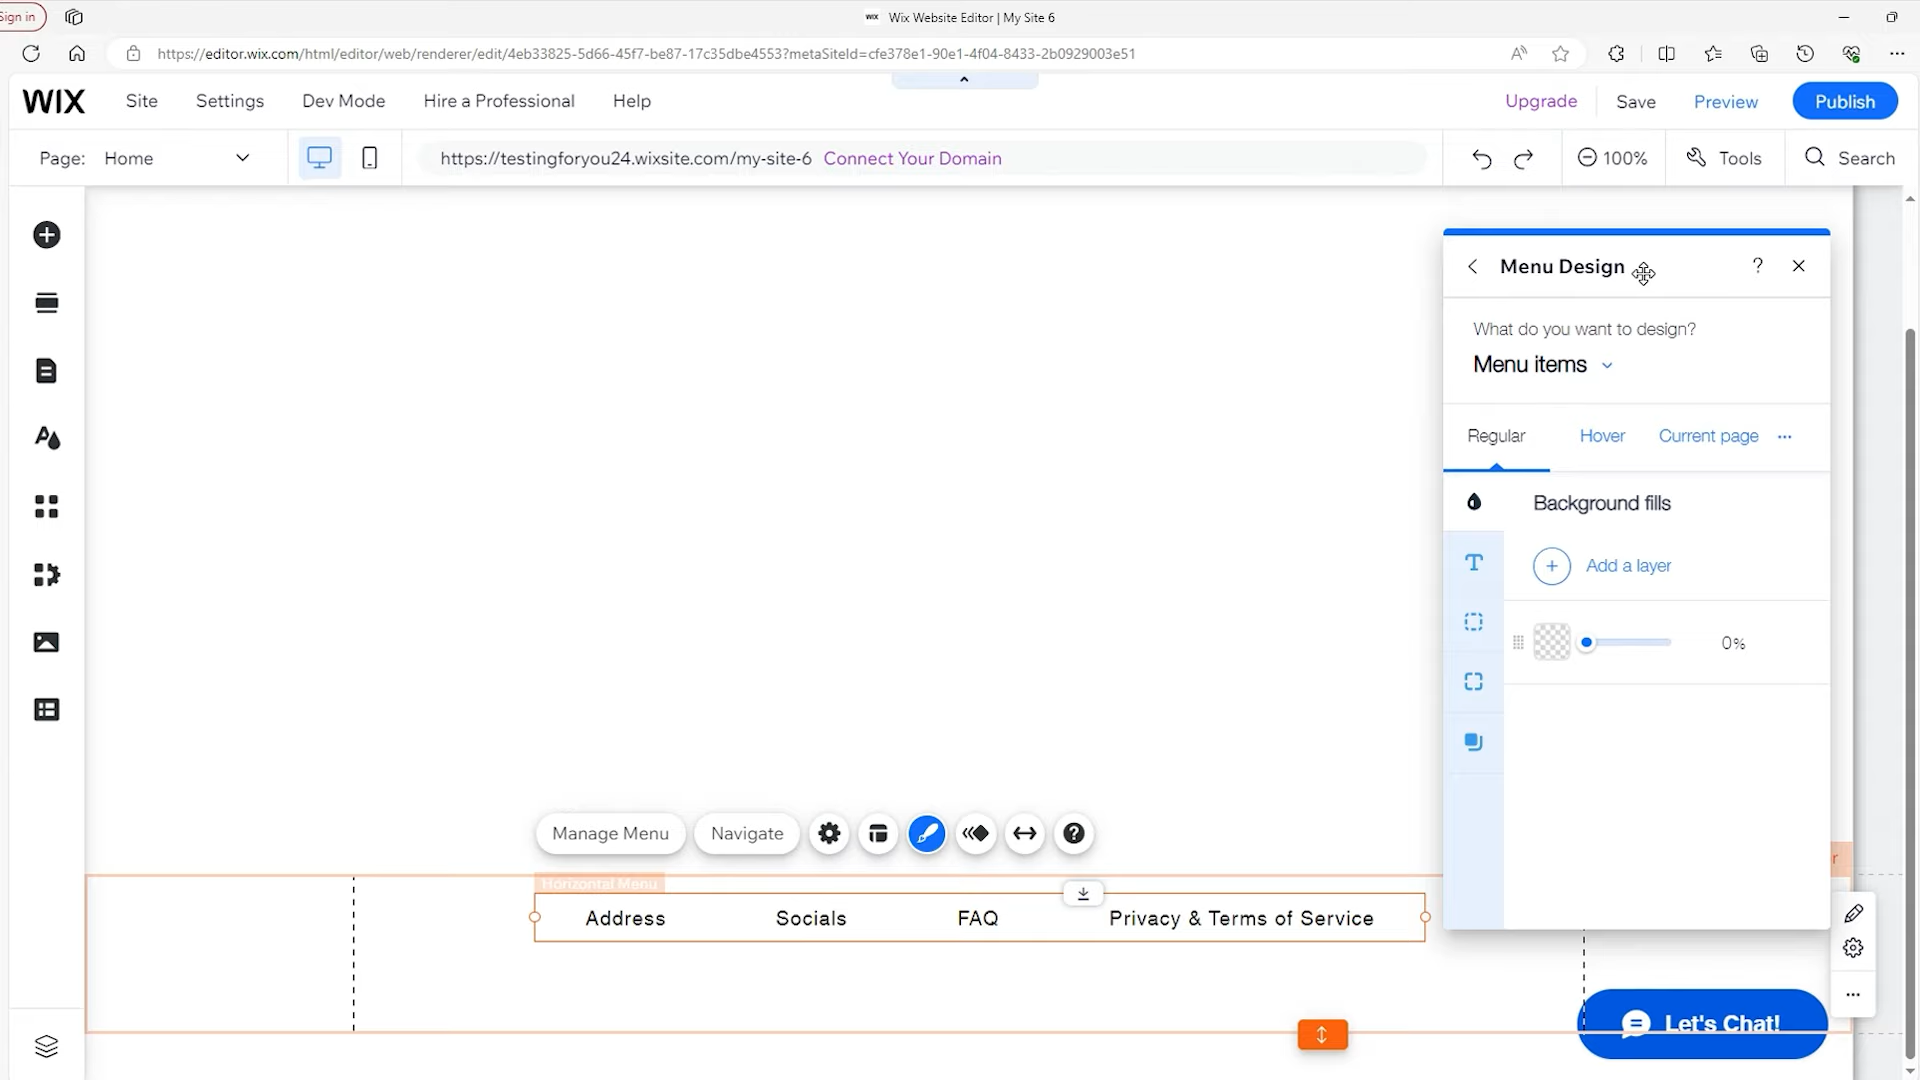 Sign in
WIX Wix Website Editor | My Site 6
https://editor.wix.com/html/editor/web/renderer/edit/4eb33825-5d66-45f7-be87-17c35dbe4553?metaSiteId=cfe378e1-90e1-4f04-8433-2b0929003e51
WIX Site Settings Dev Mode Hire a Professional Help Upgrade Save Preview Publish
Page: Home https://testingforyou24.wixsite.com/my-site-6 Connect Your Domain 100% Tools Search
Menu Design ?
What do you want to design?
Menu items
Regular Hover Current page ...
Background fills
Add a layer
0%
Manage Menu Navigate ?
r
Horizontal Menu
Address Socials FAQ Privacy & Terms of Service
Let's Chat!